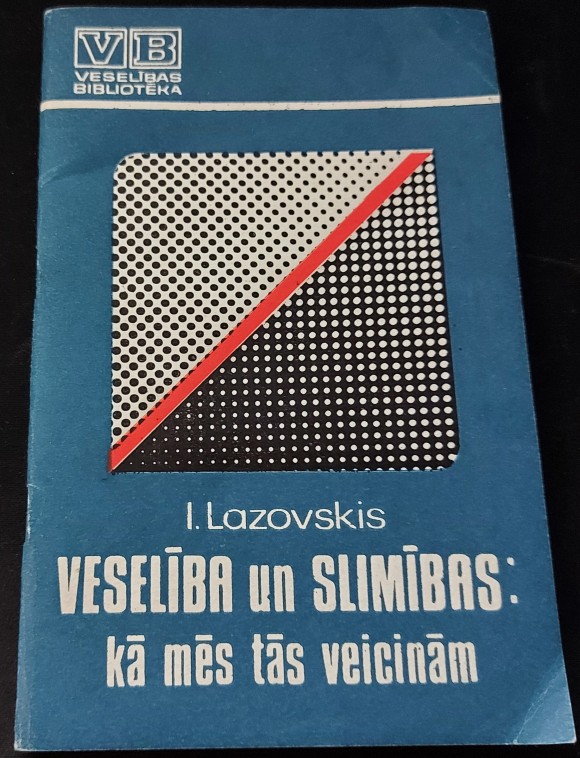 VB
VESELĪBAS
BIBLIOTĒKA
I. Lazovskis
VESELĪBA un SLIMĪBAS:
kā mēs tās veicinām